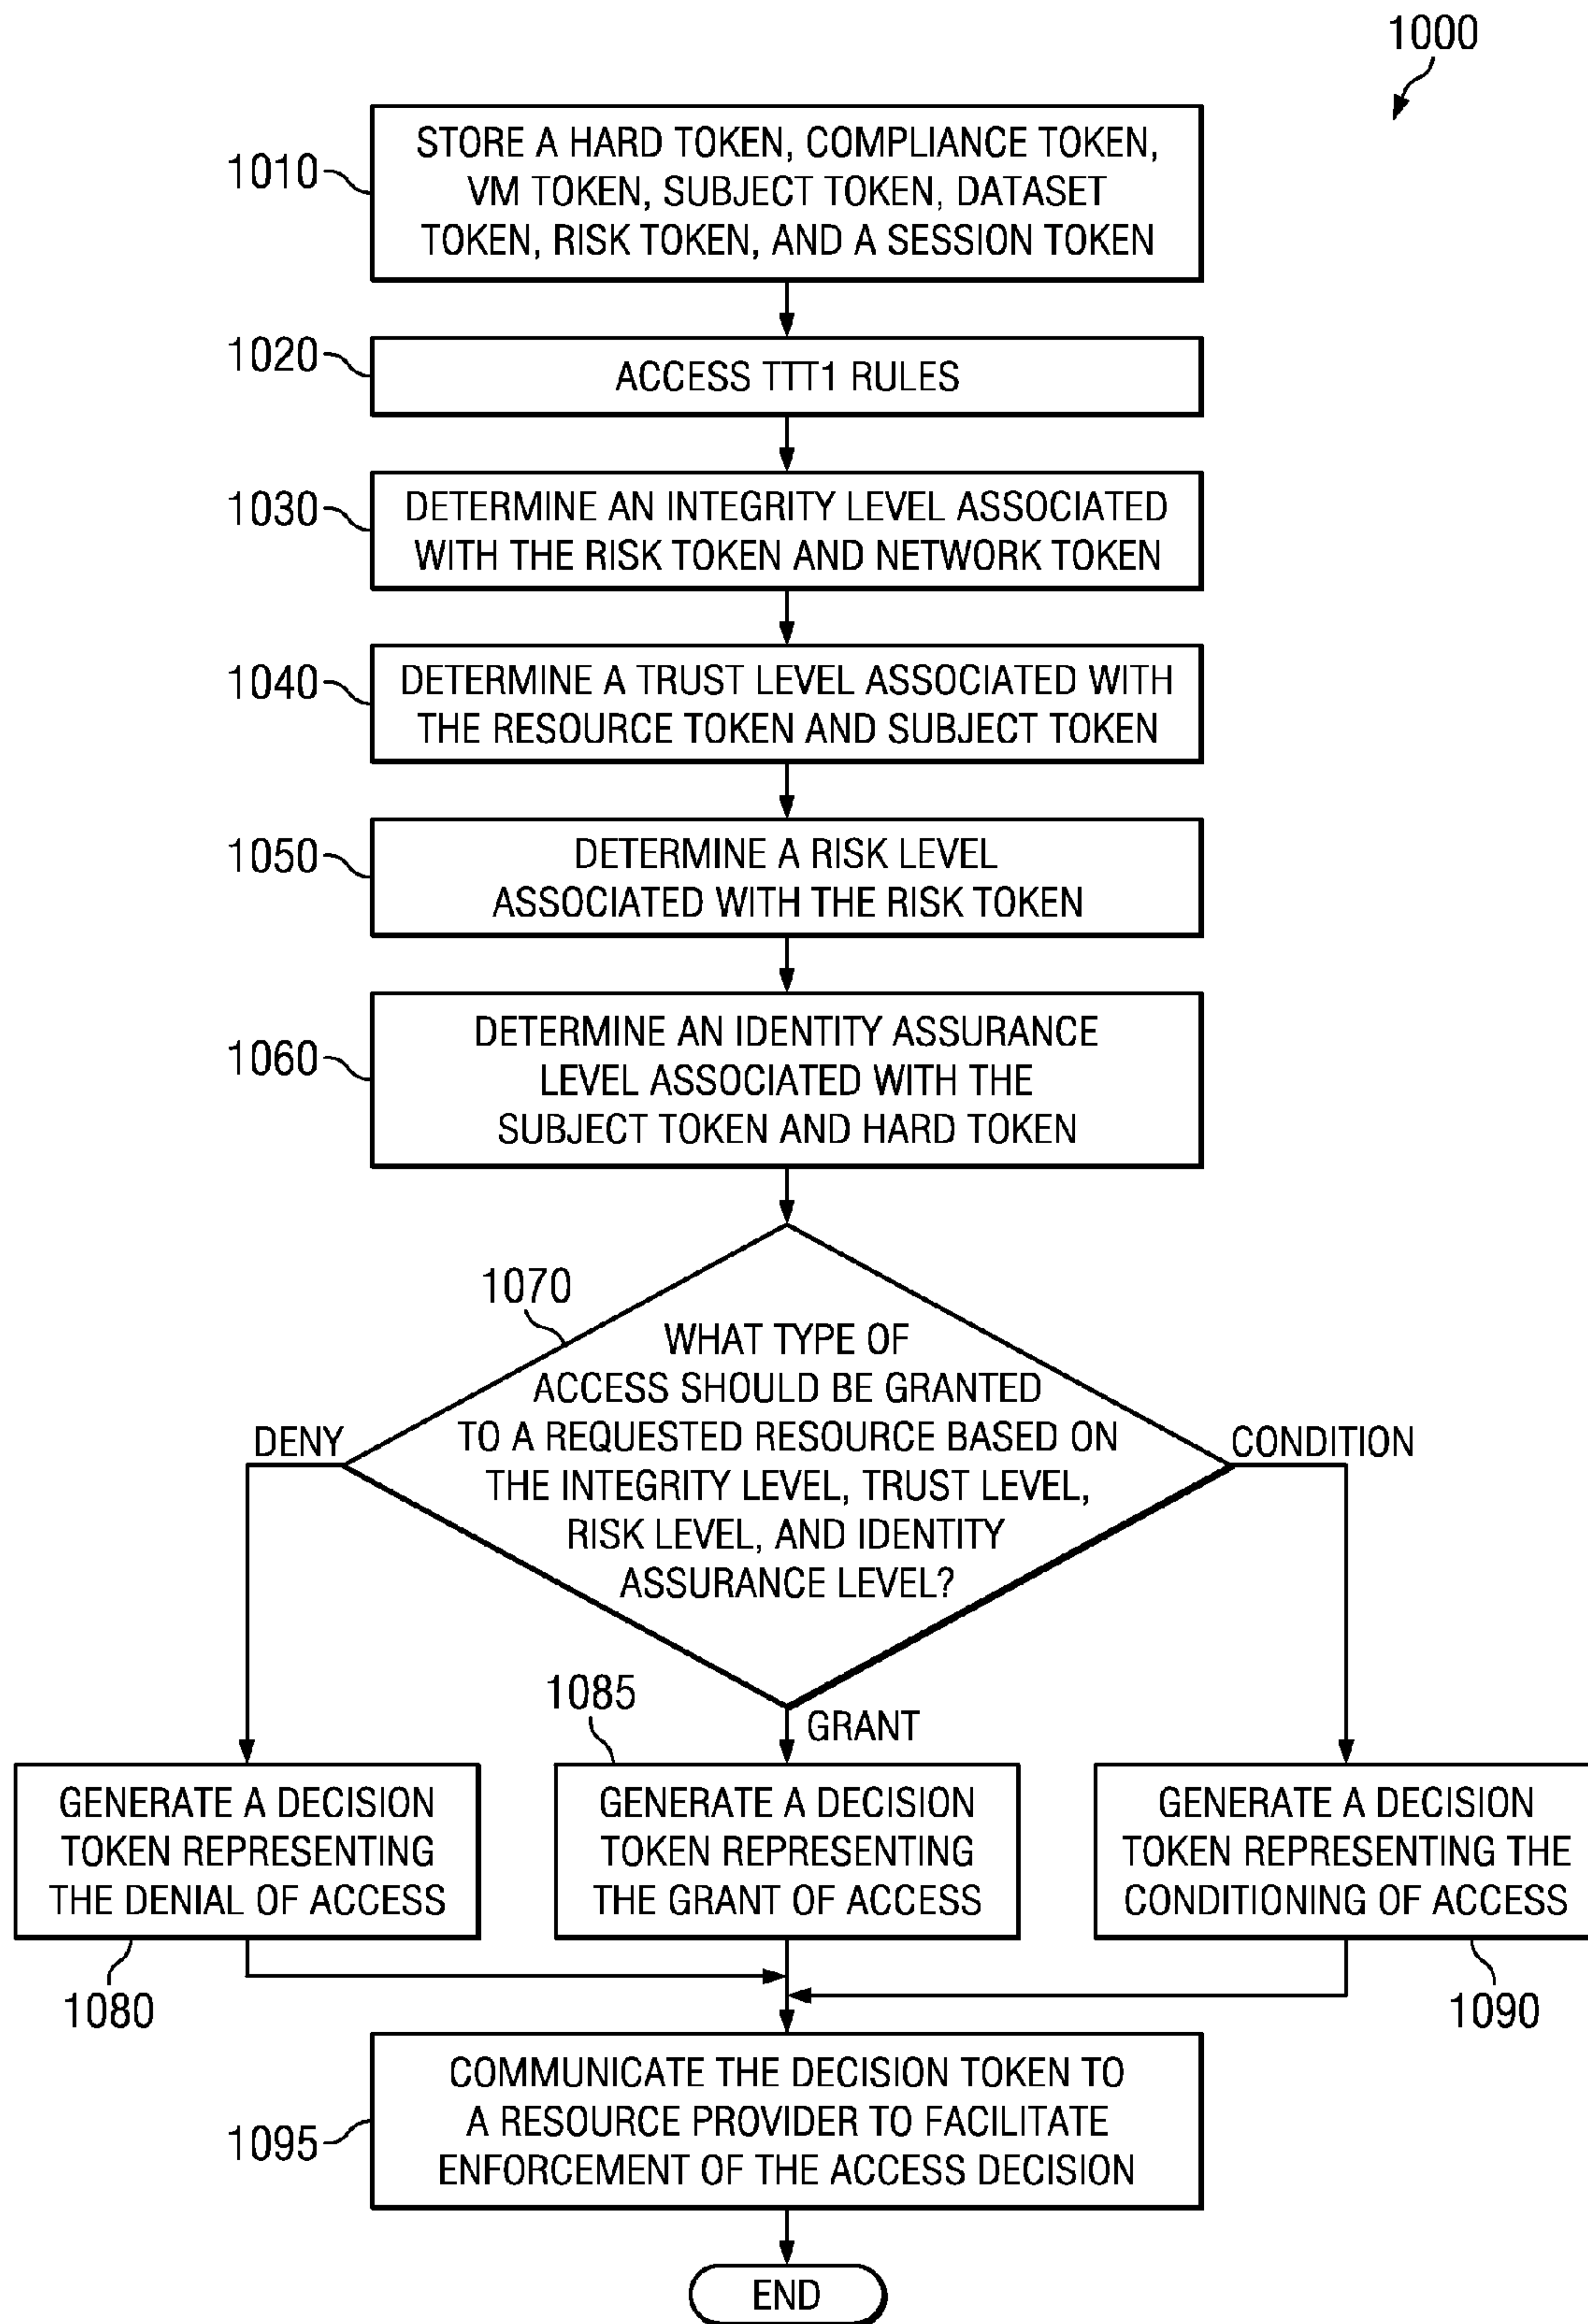 1000
1010
STORE A HARD TOKEN, COMPLIANCE TOKEN,
VM TOKEN, SUBJECT TOKEN, DATASET
TOKEN, RISK TOKEN, AND A SESSION TOKEN
1020
ACCESS TTT1 RULES
1030
DETERMINE AN INTEGRITY LEVEL ASSOCIATED
WITH THE RISK TOKEN AND NETWORK TOKEN
1040
DETERMINE A TRUST LEVEL ASSOCIATED WITH
THE RESOURCE TOKEN AND SUBJECT TOKEN
1050
DETERMINE A RISK LEVEL
ASSOCIATED WITH THE RISK TOKEN
1060
DETERMINE AN IDENTITY ASSURANCE
LEVEL ASSOCIATED WITH THE
SUBJECT TOKEN AND HARD TOKEN
1070
WHAT TYPE OF
ACCESS SHOULD BE GRANTED
TO A REQUESTED RESOURCE BASED ON
THE INTEGRITY LEVEL, TRUST LEVEL,
RISK LEVEL, AND IDENTITY
ASSURANCE LEVEL?
DENY
CONDITION
GRANT
1085
GENERATE A DECISION
TOKEN REPRESENTING
THE DENIAL OF ACCESS
1080
GENERATE A DECISION
TOKEN REPRESENTING
THE GRANT OF ACCESS
GENERATE A DECISION
TOKEN REPRESENTING THE
CONDITIONING OF ACCESS
1090
1095
COMMUNICATE THE DECISION TOKEN TO
A RESOURCE PROVIDER TO FACILITATE
ENFORCEMENT OF THE ACCESS DECISION
END